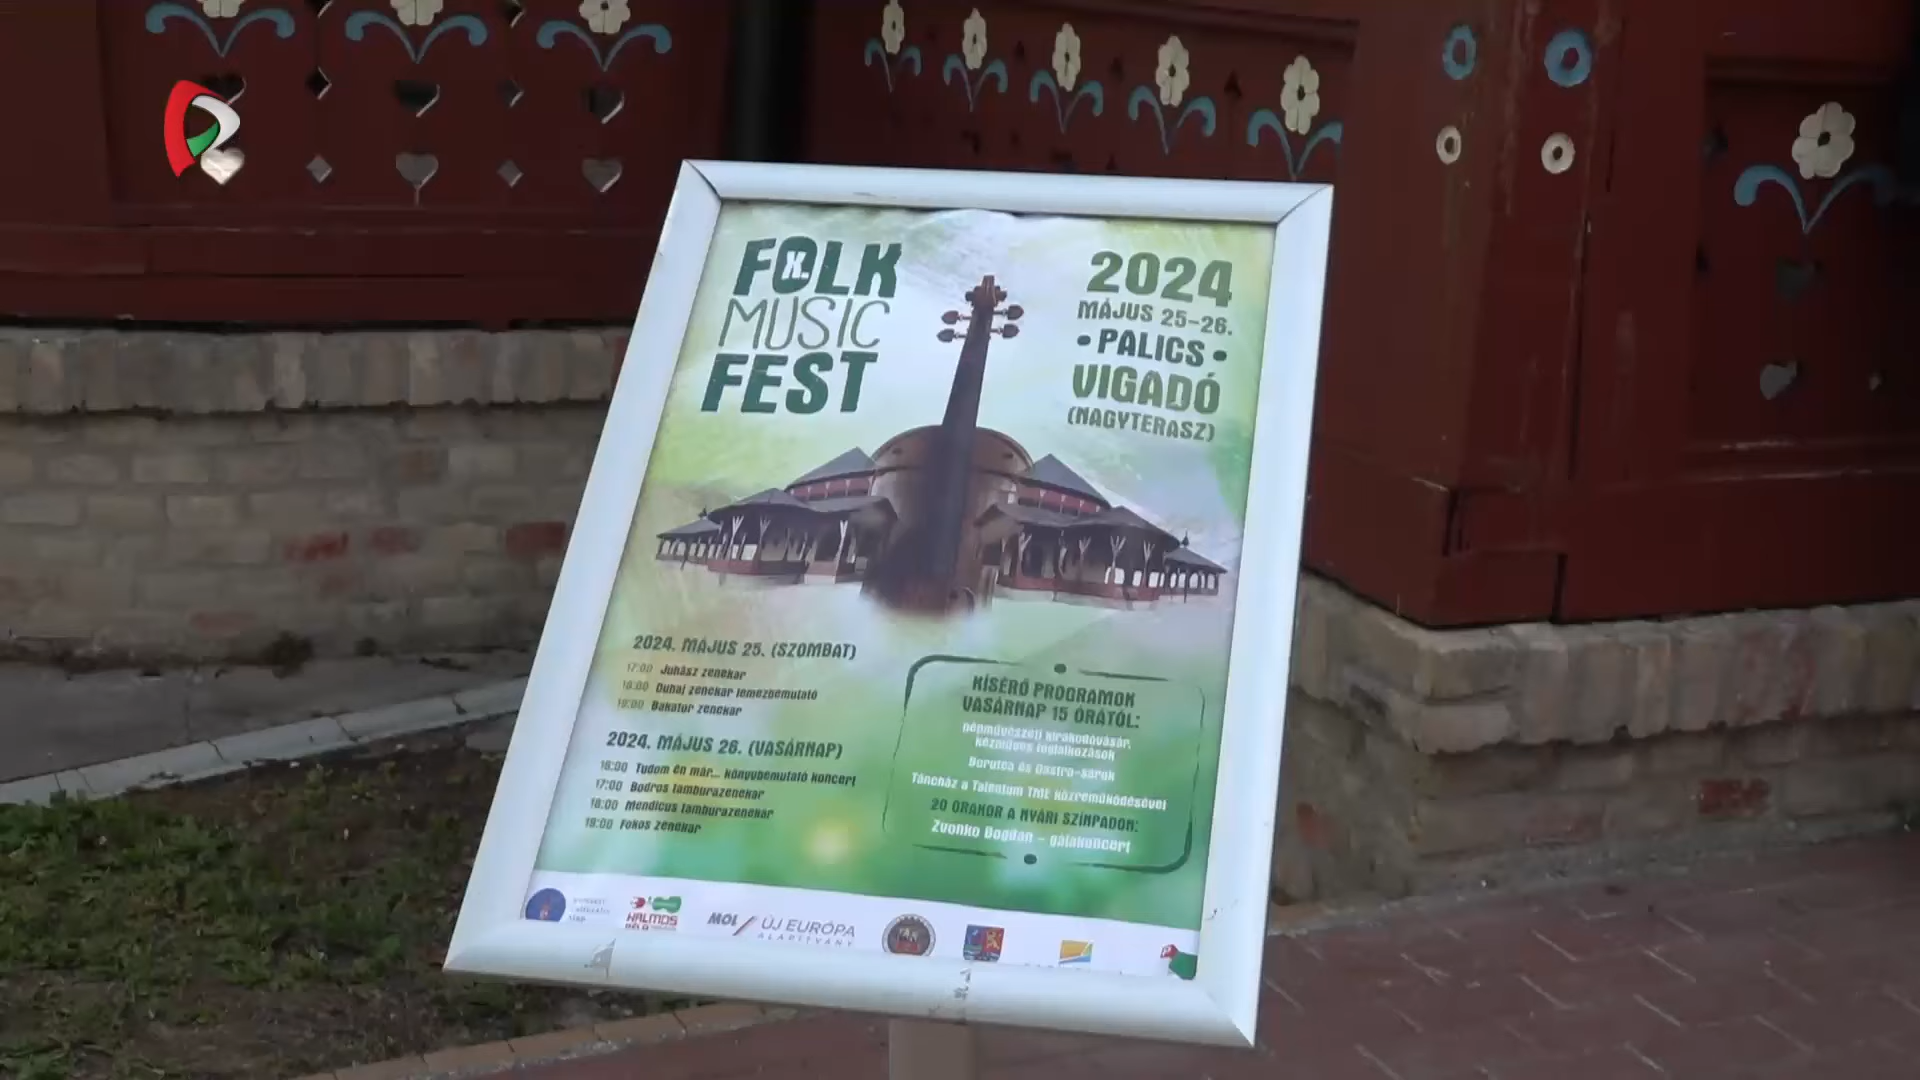 FOLK
X.
MUSIC
FEST
2024
MÁJUS 25-26.
• PALICS •
VIGADÓ
(NAGYTERASZ)
2024. MÁJUS 25. (SZOMBAT)
17:00 Juhász zenekar
18:00 Duhaj zenekar lemezbemutató
19:00 Bakator zenekar
2024. MÁJUS 26. (VASÁRNAP)
16:00 Tudom én már... könyvbemutató koncert
17:00 Bodros tamburazenekar
18:00 Mendicus tamburazenekar
19:00 Fokos zenekar
KÍSÉRŐ PROGRAMOK
VASÁRNAP 15 ÓRÁTÓL:
Népművészeti kirakodóvásár,
kézműves foglalkozások
Borutca és Gastro-sarok
Táncház a Talentum TME közreműködésével
20 ÓRAKOR A NYÁRI SZÍNPADON:
Zvonko Bogdan - gálakoncert
HALMOS
BÉLA
MOL / ÚJ EURÓPA
ALAPÍTVÁNY